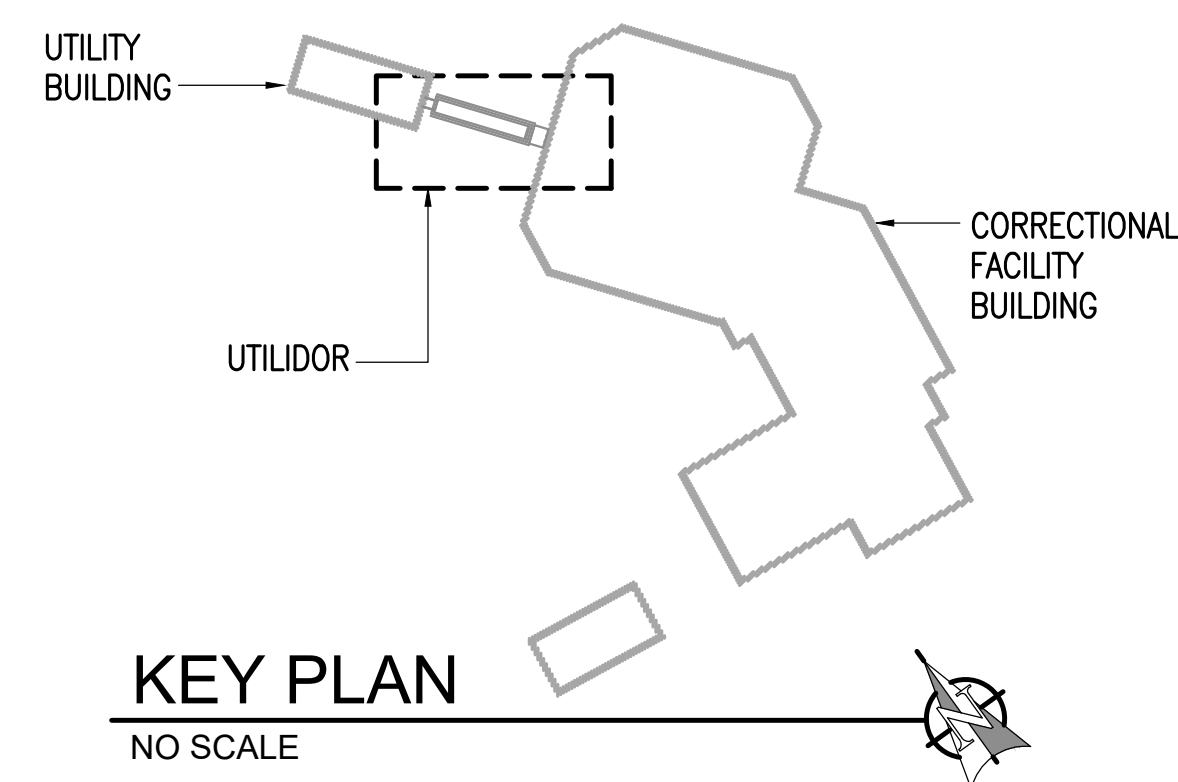 UTILITY
BUILDING
CORRECTIONAL
FACILITY
BUILDING
UTILIDOR
KEY PLAN
NO SCALE
N